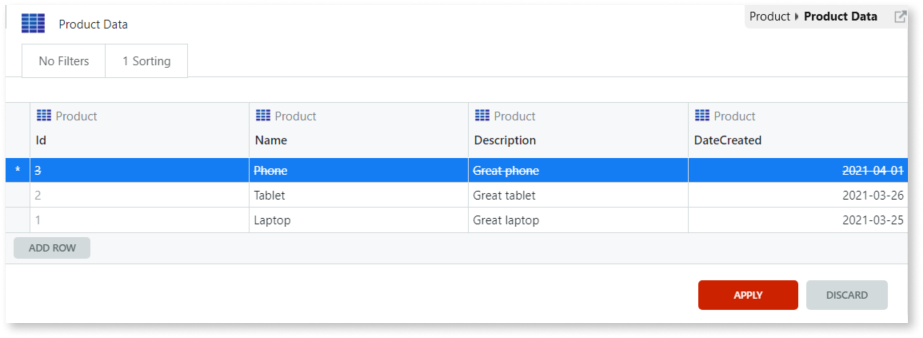 Product Data
Product Product Data
No Filters 1 Sorting
Product Product Product Product
Id Name Description DateCreated
* 3 Phone Great phone 2021-04-01
2 Tablet Great tablet 2021-03-26
1 Laptop Great laptop 2021-03-25
ADD ROW
APPLY DISCARD